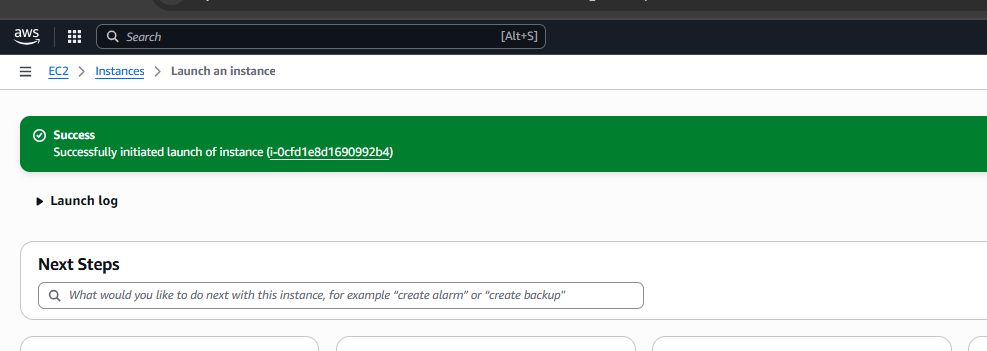 aws
Search [Alt+S]
EC2 Instances Launch an instance
Success
Successfully initiated launch of instance (i-0cfd1e8d1690992b4)
Launch log
Next Steps
What would you like to do next with this instance, for example “create alarm” or “create backup"